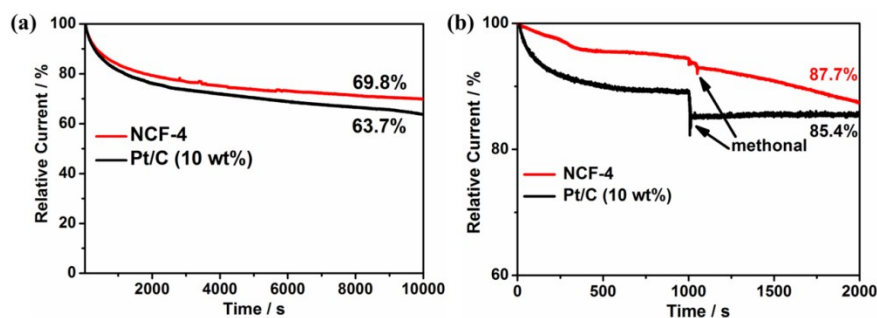 (a)
Relative Current / %
100
80
60
40
20
0
69.8%
63.7%
NCF-4
Pt/C (10 wt%)
0
2000
4000
6000
8000
10000
Time / s
(b)
Relative Current / %
100
90
80
60
87.7%
85.4%
methonal
NCF-4
Pt/C (10 wt%)
0
500
1000
1500
2000
Time / s